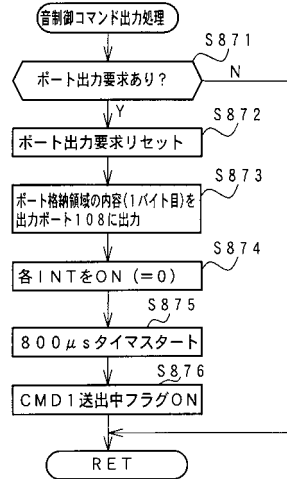 音制御コマンド出力処理
S871
ポート出力要求あり？
N
Y
S872
ポート出力要求リセット
S873
ポート格納領域の内容(1バイト目)を
出力ポート108に出力
S874
各INTをON（=0）
S875
800μsタイマスタート
S876
CMD1送出中フラグON
RET